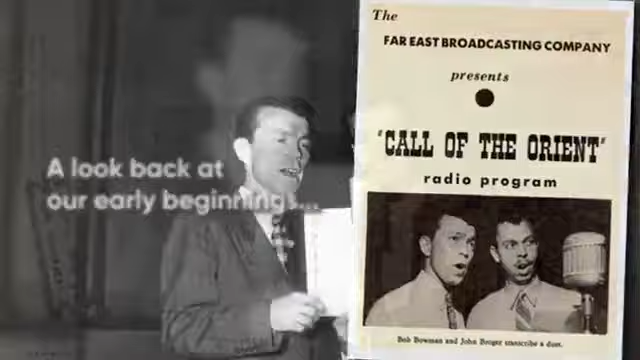 A look back at
our early beginnings...
The
FAR EAST BROADCASTING COMPANY
presents
"CALL OF THE ORIENT"
radio program
Bob Bowman and John Broger transcribe a duet.